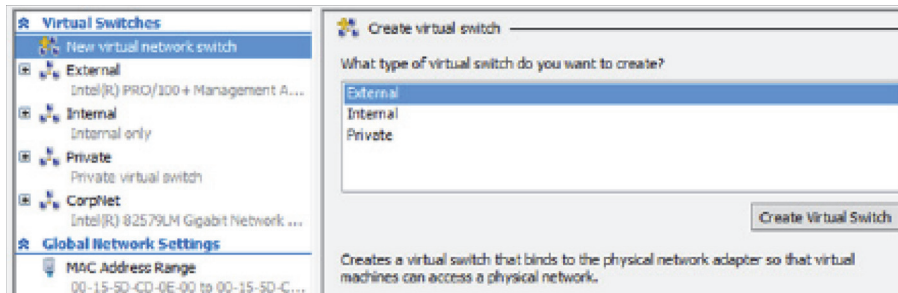 Virtual Switches
New virtual network switch
External
Intel(R) PRO/100+ Management A...
Internal
Internal only
Private
Private virtual switch
CorpNet
Intel(R) 82579LM Gigabit Network ...
Global Network Settings
MAC Address Range
00-15-5D-CD-0E-00 to 00-15-5D-C...
Create virtual switch
What type of virtual switch do you want to create?
External
Internal
Private
Create Virtual Switch
Creates a virtual switch that binds to the physical network adapter so that virtual
machines can access a physical network.